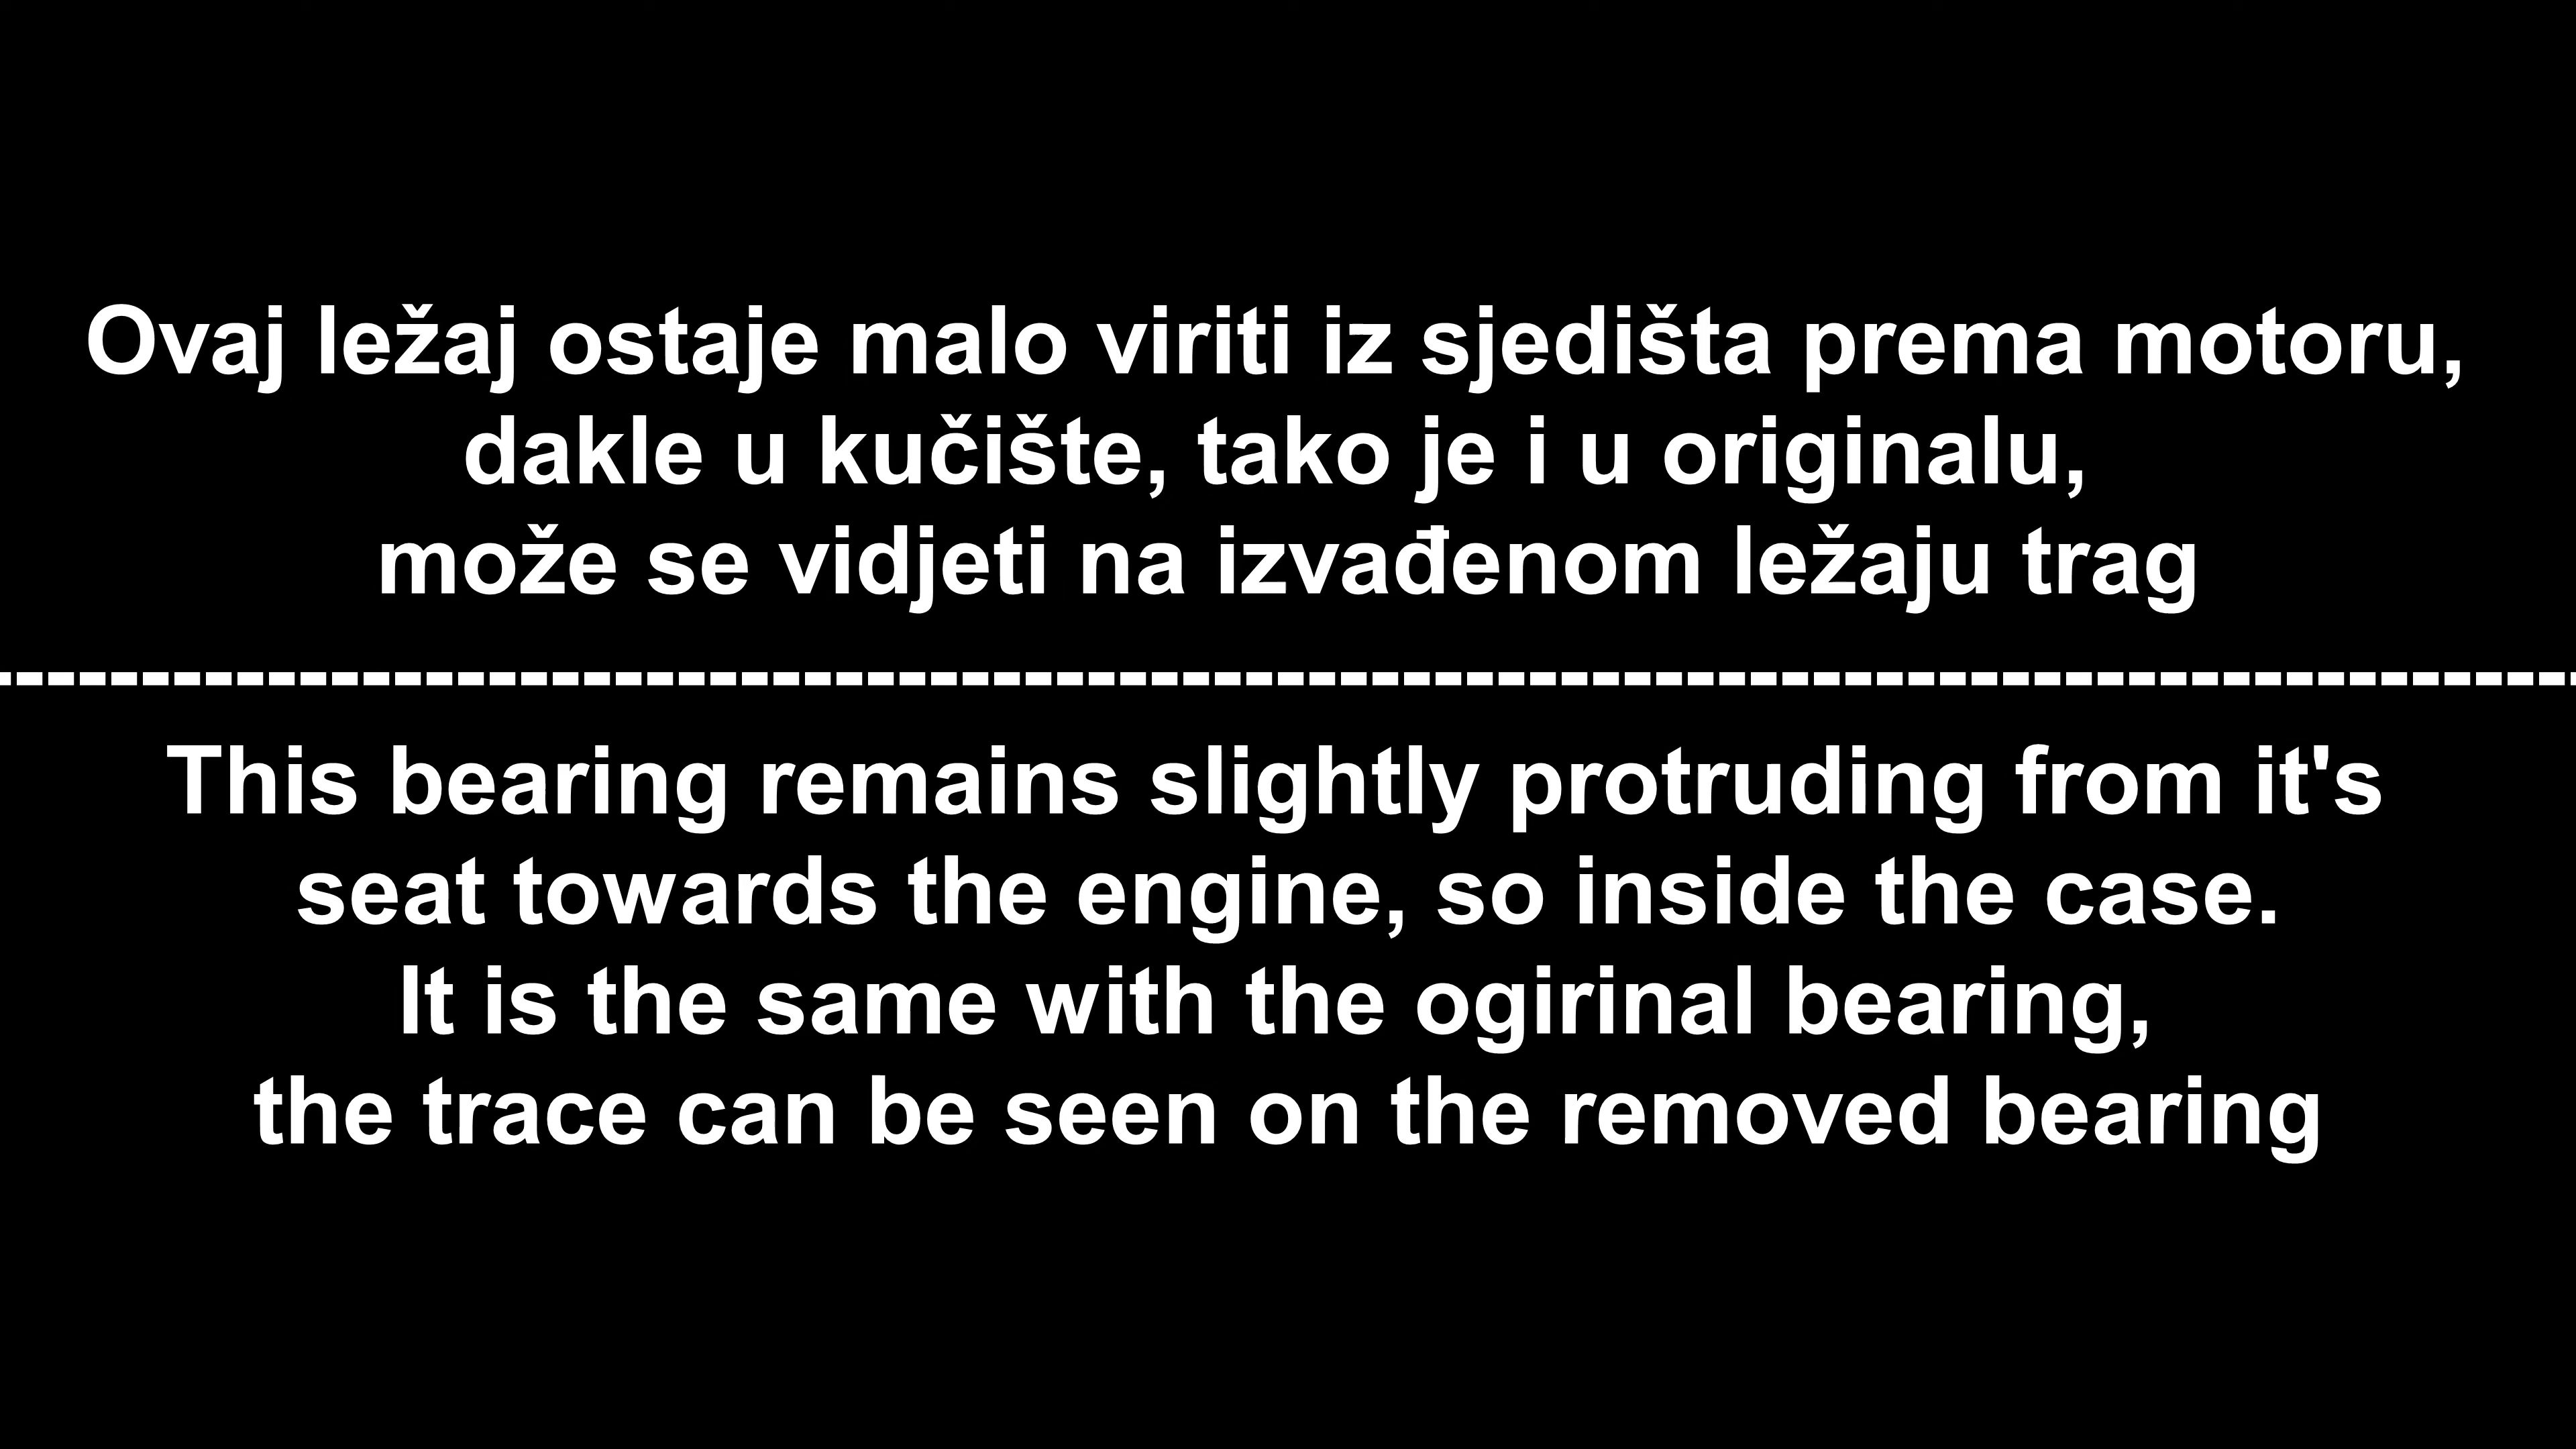 Ovaj ležaj ostaje malo viriti iz sjedišta prema motoru,
dakle u kučište, tako je i u originalu,
može se vidjeti na izvađenom ležaju trag
This bearing remains slightly protruding from it's
seat towards the engine, so inside the case.
It is the same with the ogirinal bearing,
the trace can be seen on the removed bearing